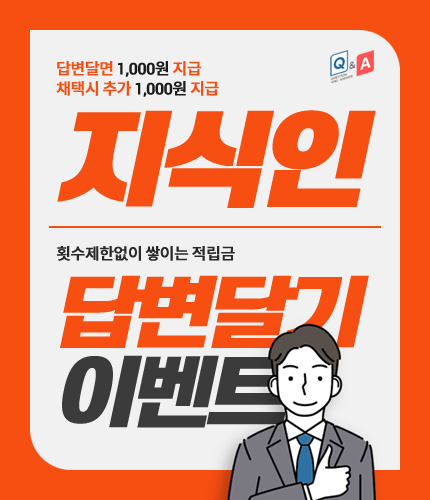 답변달면 1,000원 지급
채택시 추가 1,000원 지급
Q & A
지식인
횟수제한없이 쌓이는 적립금
답변달기
이벤트